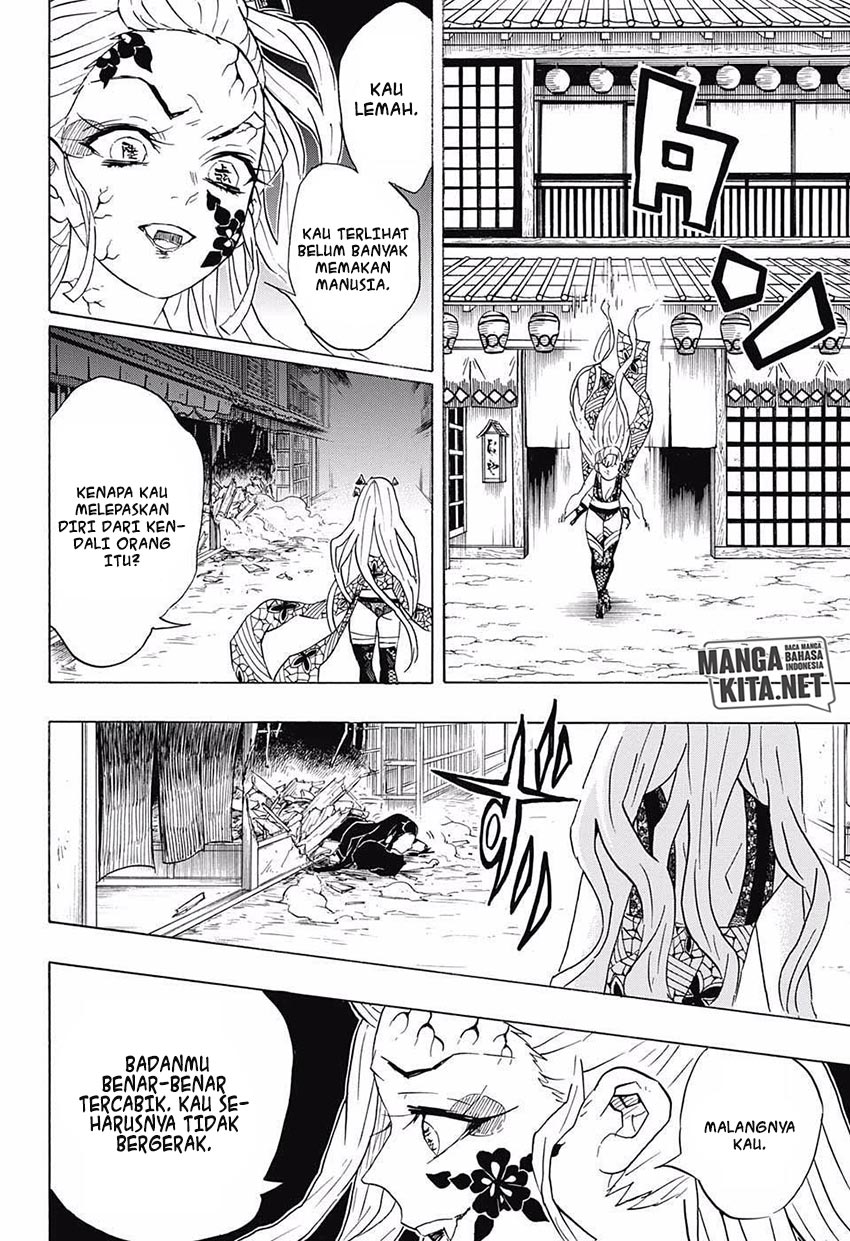 KAU
LEMAH.
KAU TERLIHAT
BELUM BANYAK
MEMAKAN
MANUSIA.
KENAPA KAU
MELEPASKAN
DIRI DARI KEN-
DALI ORANG
ITU?
MANGA
KITA.NET
BACA MANGA
BAHASA
INDONESIA
MALANGNYA
KAU.
BADANMU
BENAR-BENAR
TERCABIK. KAU SE-
HARUSNYA TIDAK
BERGERAK.